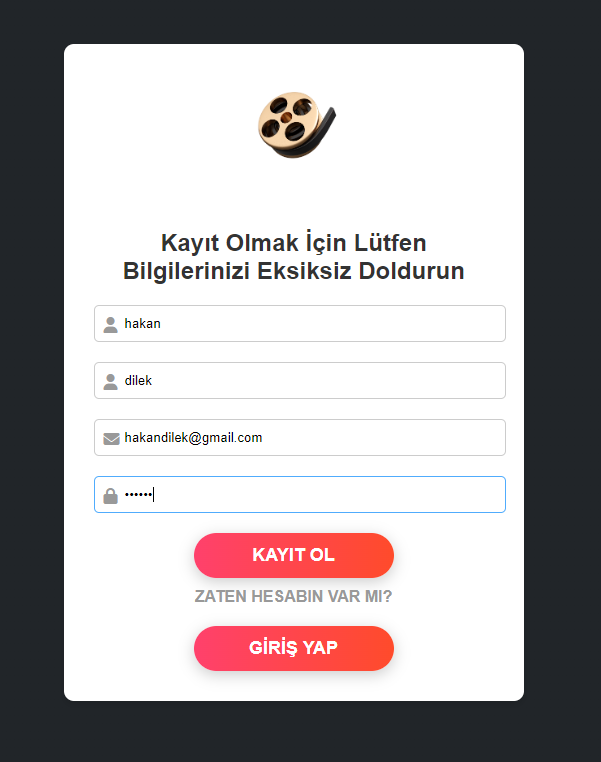 Kayıt Olmak İçin Lütfen
Bilgilerinizi Eksiksiz Doldurun
hakan
dilek
hakandilek@gmail.com
••••••
KAYIT OL
ZATEN HESABIN VAR MI?
GİRİŞ YAP